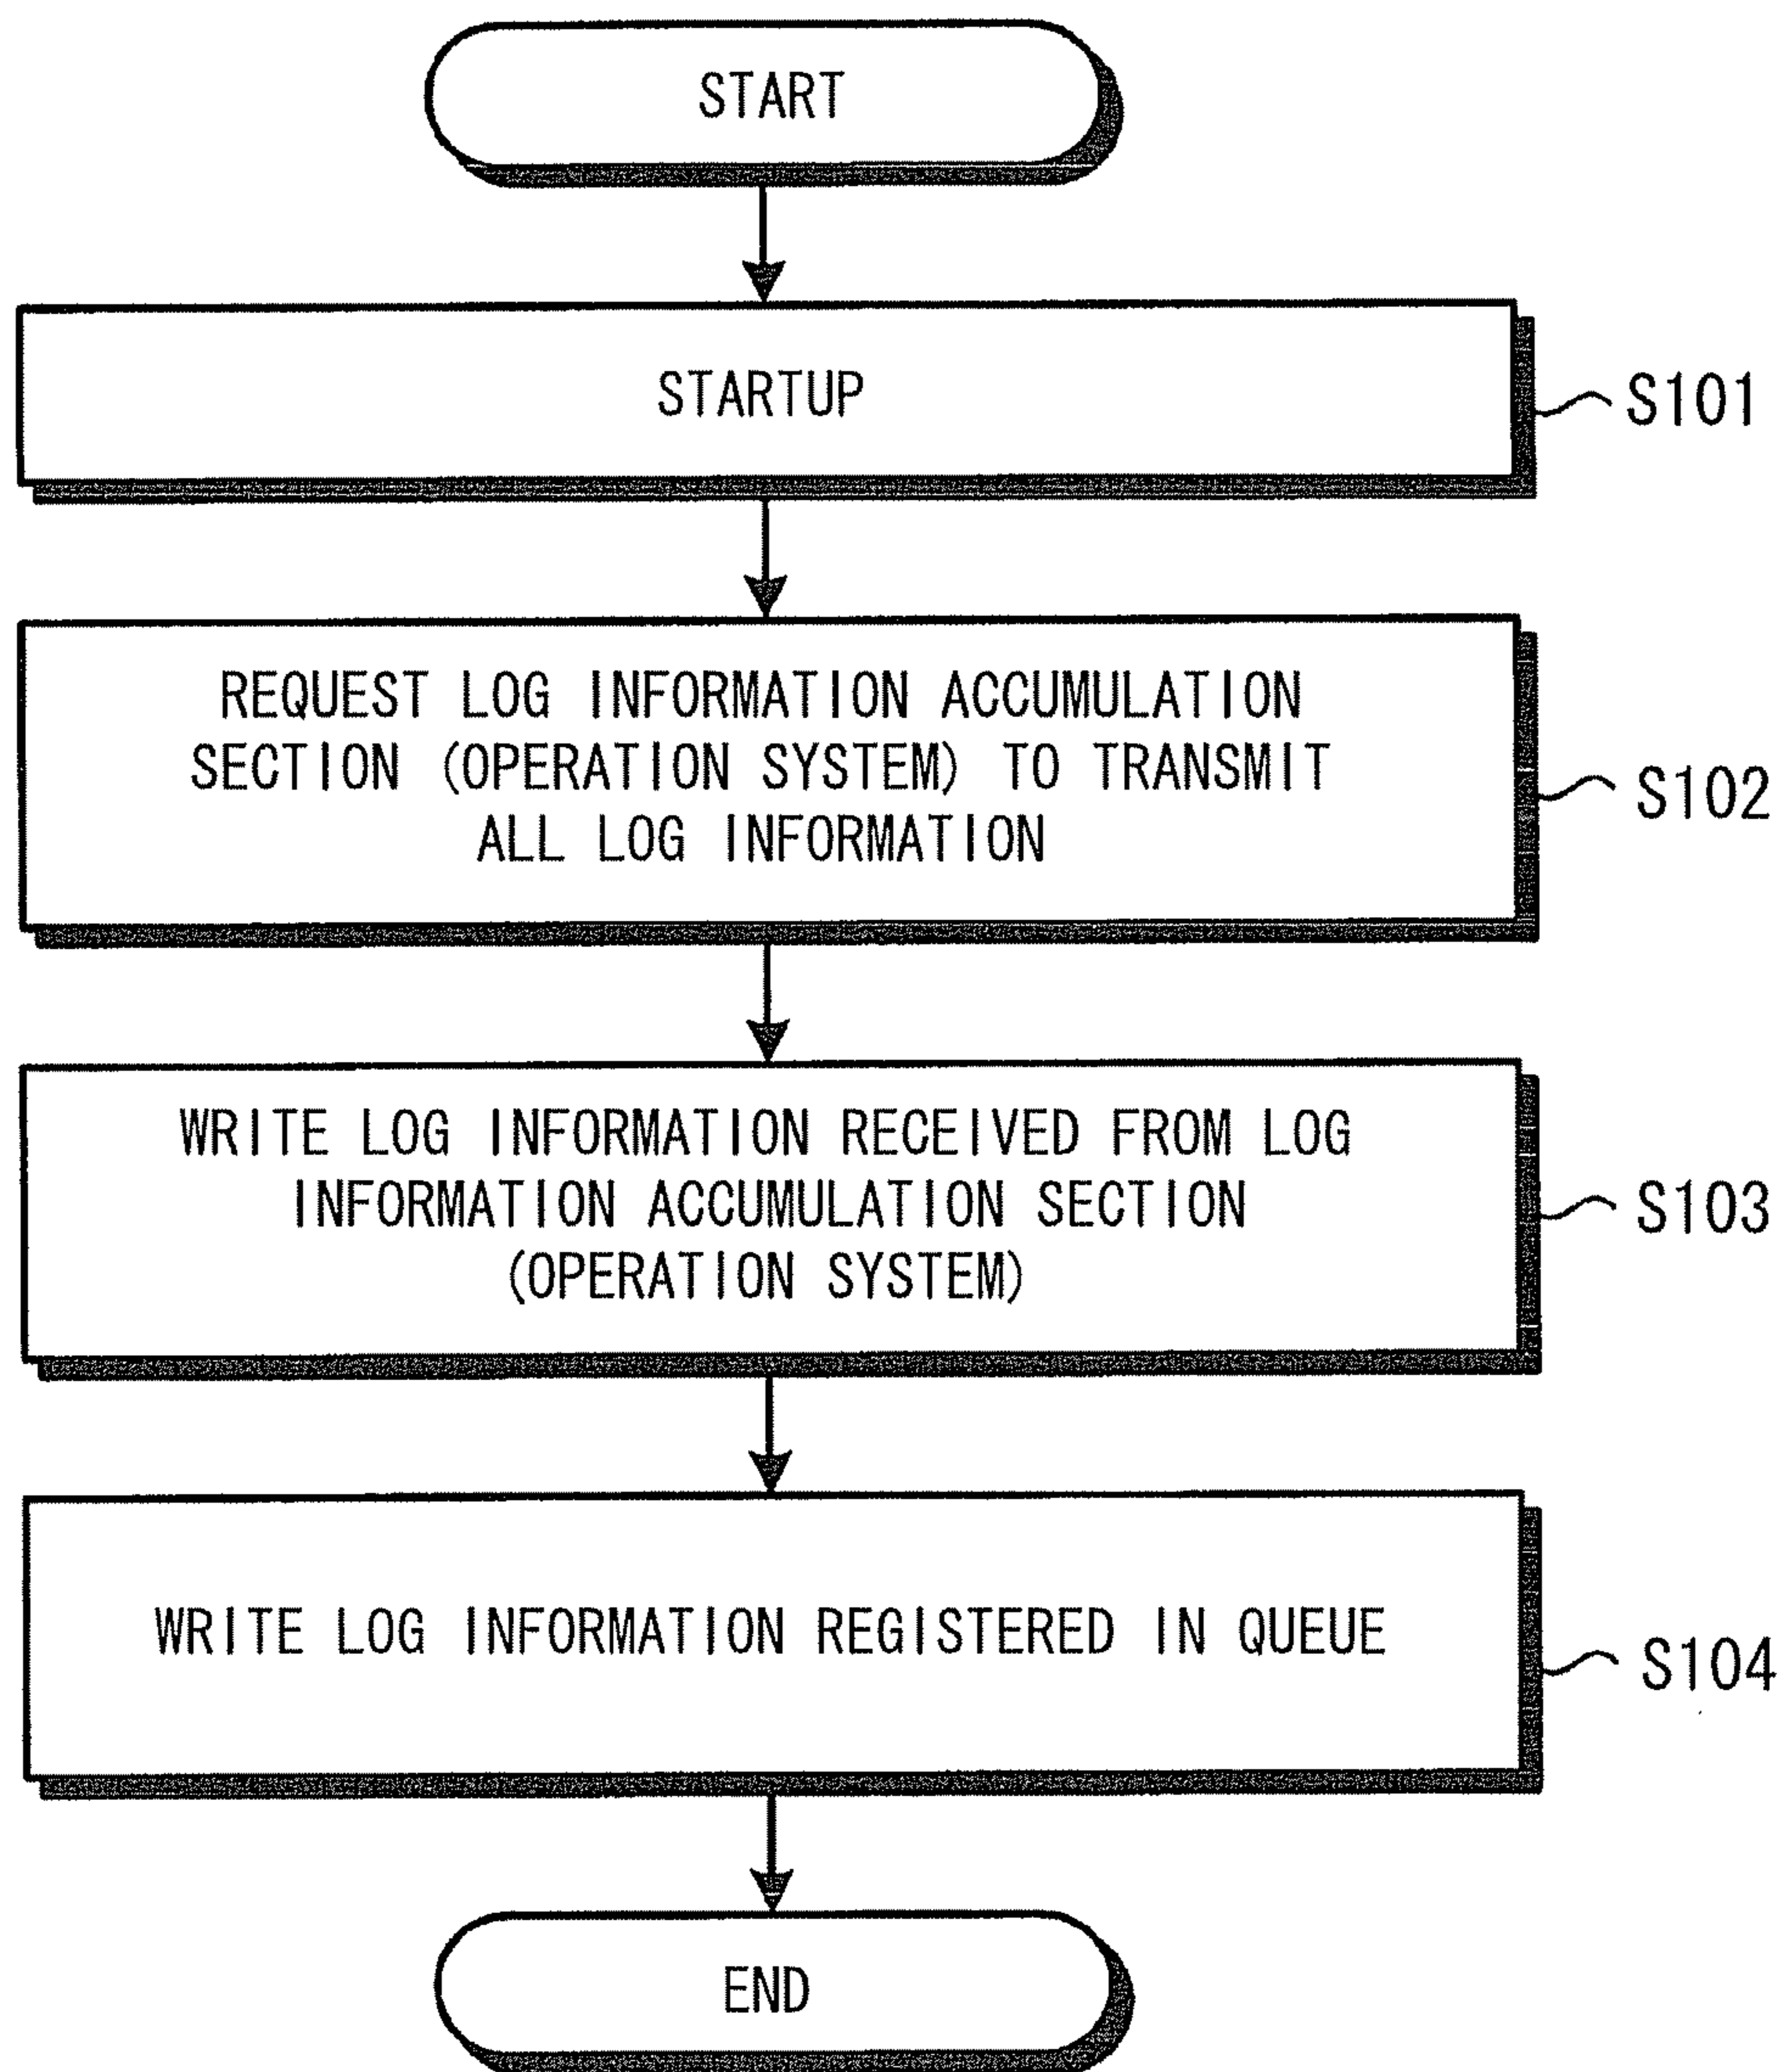 START
STARTUP
S101
REQUEST LOG INFORMATION ACCUMULATION
SECTION (OPERATION SYSTEM) TO TRANSMIT
ALL LOG INFORMATION
S102
WRITE LOG INFORMATION RECEIVED FROM LOG
INFORMATION ACCUMULATION SECTION
(OPERATION SYSTEM)
S103
WRITE LOG INFORMATION REGISTERED IN QUEUE
S104
END